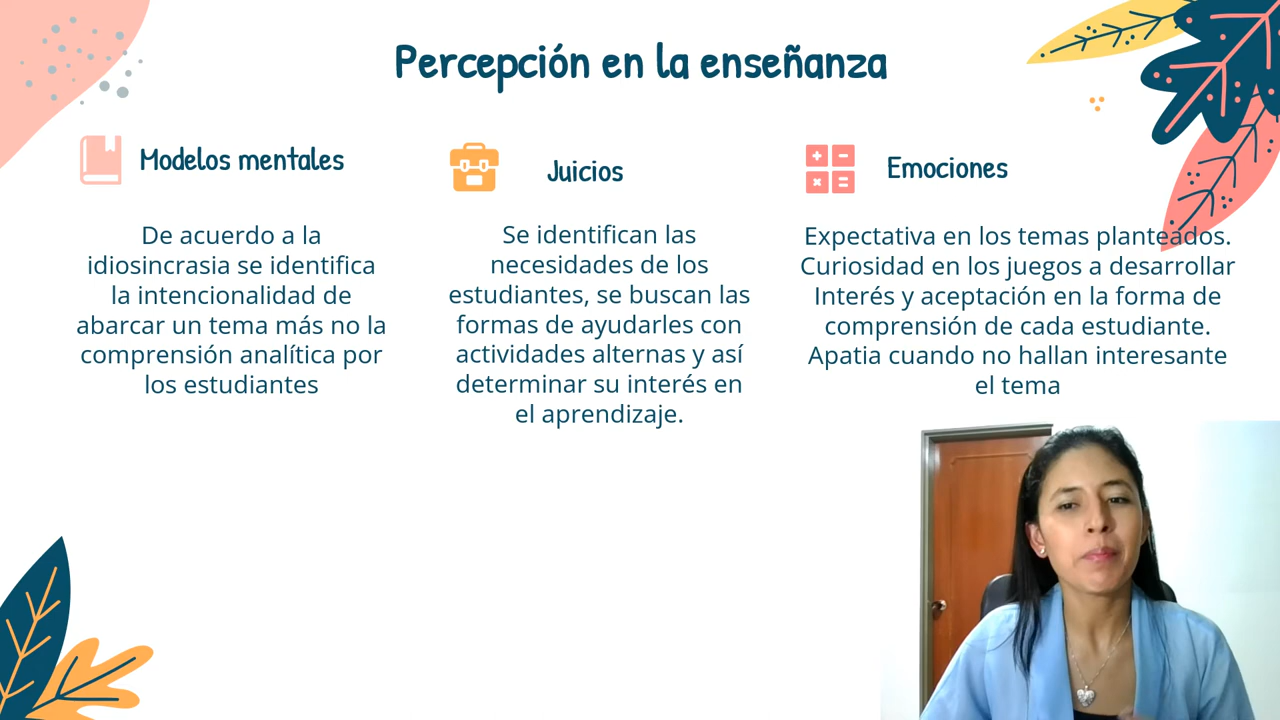 Percepción en la enseñanza
Modelos mentales
De acuerdo a la
idiosincrasia se identifica
la intencionalidad de
abarcar un tema más no la
comprensión analítica por
los estudiantes
Juicios
Se identifican las
necesidades de los
estudiantes, se buscan las
formas de ayudarles con
actividades alternas y así
determinar su interés en
el aprendizaje.
Emociones
Expectativa en los temas planteados.
Curiosidad en los juegos a desarrollar
Interés y aceptación en la forma de
comprensión de cada estudiante.
Apatia cuando no hallan interesante
el tema